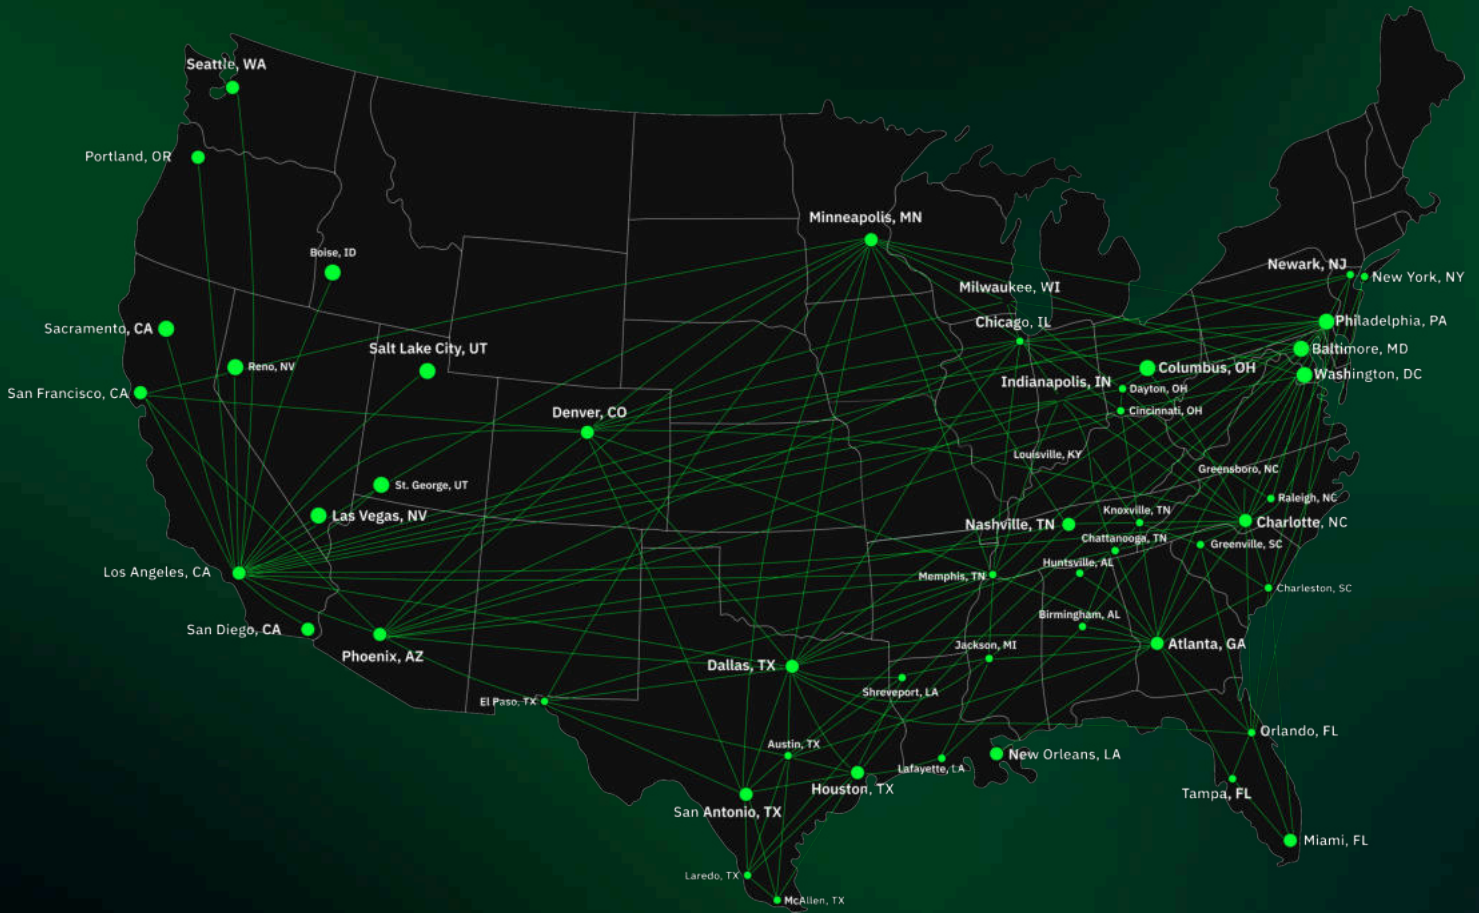 Seattle, WA
Portland, OR
Minneapolis, MN
Boise, ID
Newark, NJ
New York, NY
Milwaukee, WI
Chicago, IL
Philadelphia, PA
Sacramento, CA
Salt Lake City, UT
Baltimore, MD
Reno, NV
Columbus, OH
Washington, DC
Indianapolis, IN
Dayton, OH
San Francisco, CA
Denver, CO
Cincinnati, OH
Louisville, KY
Greensboro, NC
St. George, UT
Raleigh, NC
Knoxville, TN
Las Vegas, NV
Nashville, TN
Charlotte, NC
Chattanooga, TN
Greenville, SC
Huntsville, AL
Los Angeles, CA
Memphis, TN
Charleston, SC
Birmingham, AL
San Diego, CA
Jackson, MI
Atlanta, GA
Phoenix, AZ
Dallas, TX
Shreveport, LA
El Paso, TX
Orlando, FL
Austin, TX
New Orleans, LA
Lafayette, LA
Houston, TX
Tampa, FL
San Antonio, TX
Miami, FL
Laredo, TX
McAllen, TX